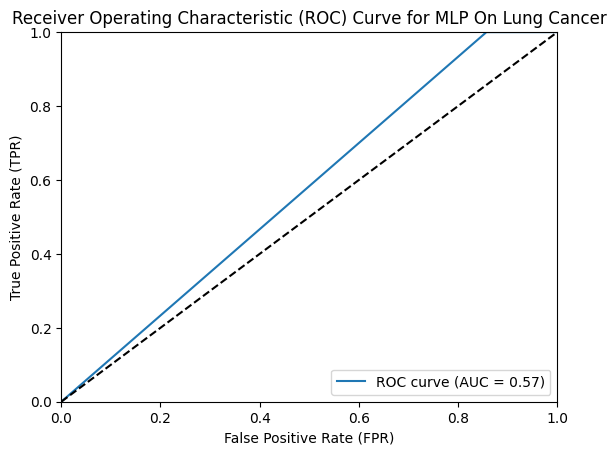 Receiver Operating Characteristic (ROC) Curve for MLP On Lung Cancer
1.0
0.8
0.6
0.4
0.2
0.0
True Positive Rate (TPR)
ROC curve (AUC = 0.57)
0.0 0.2 0.4 0.6 0.8 1.0
False Positive Rate (FPR)